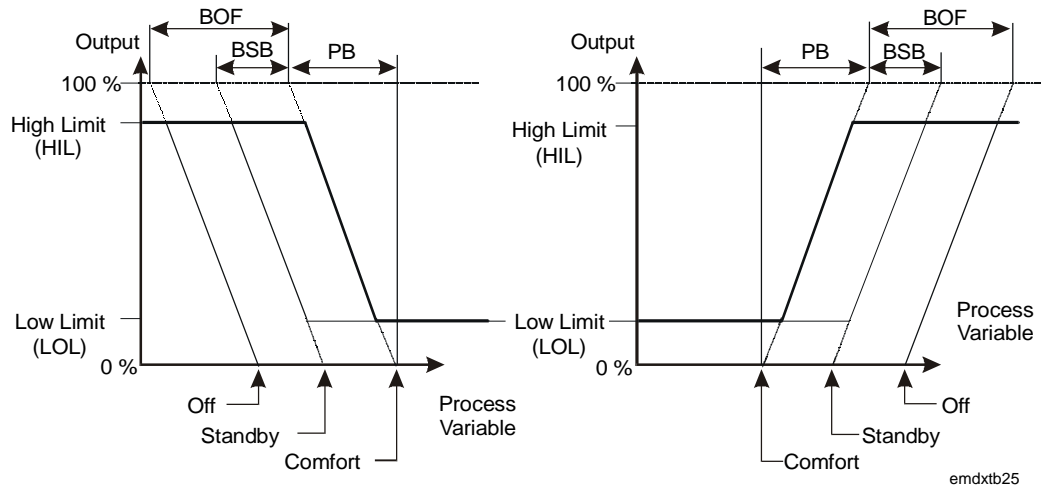 BOF
Output
BSB
PB
100 %
High Limit
(HIL)
Low Limit
(LOL)
0 %
Off
Standby
Comfort
Process
Variable
BOF
Output
PB
BSB
100 %
High Limit
(HIL)
Low Limit
(LOL)
0 %
Process
Variable
Off
Standby
Comfort
emdxtb25